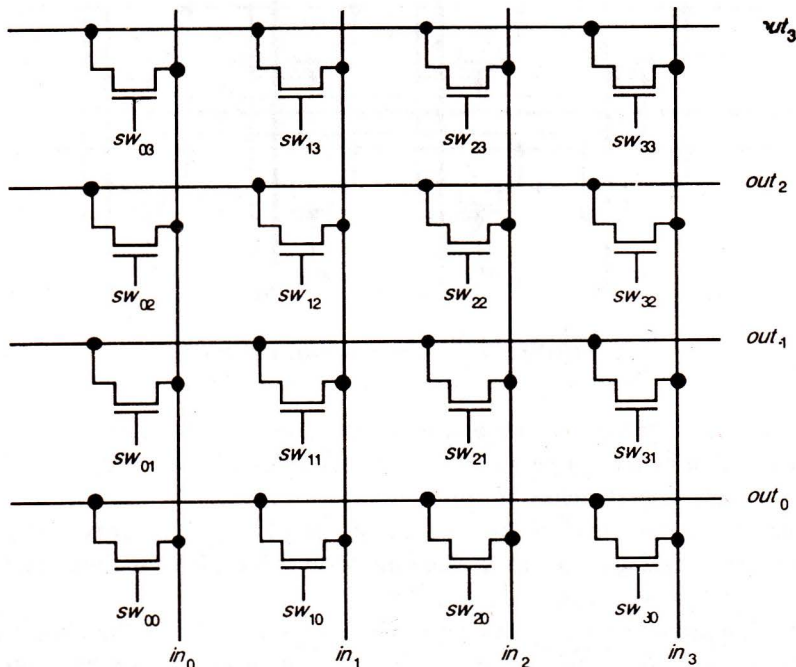 out₃
sw₀₃ sw₁₃ sw₂₃ sw₃₃
out₂
sw₀₂ sw₁₂ sw₂₂ sw₃₂
out₁
sw₀₁ sw₁₁ sw₂₁ sw₃₁
out₀
sw₀₀ sw₁₀ sw₂₀ sw₃₀
in₀ in₁ in₂ in₃